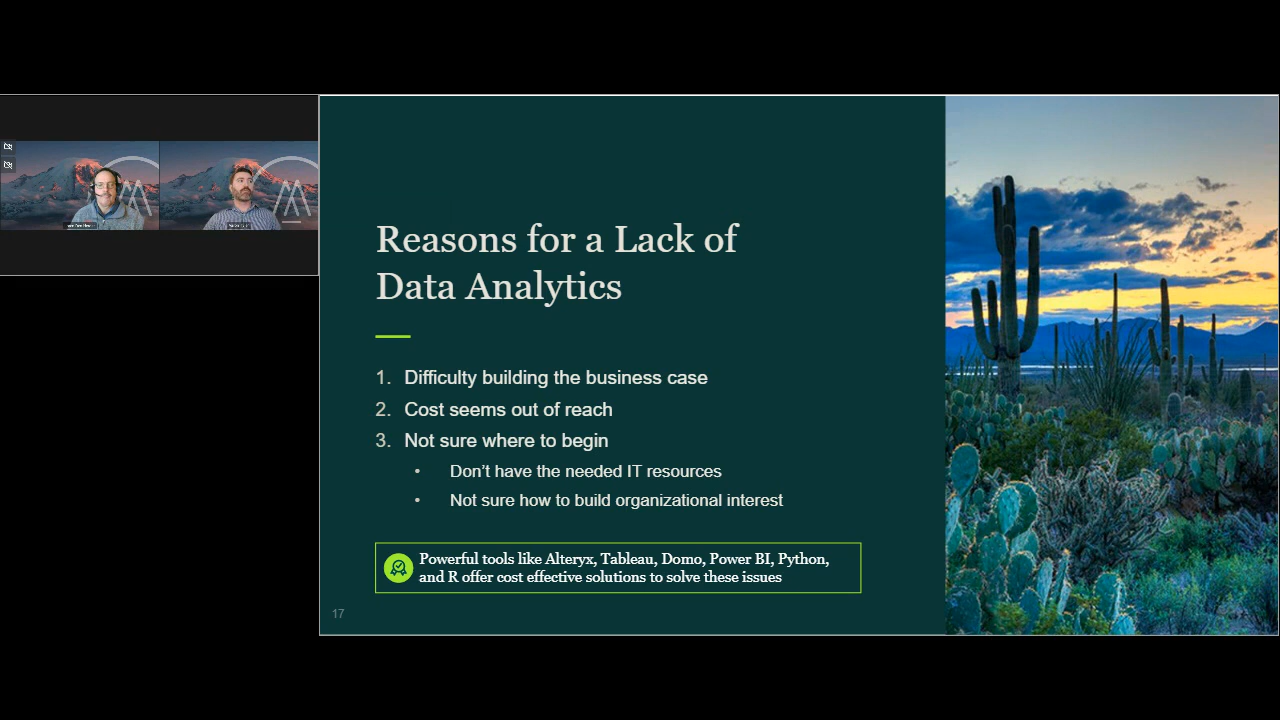 Reasons for a Lack of
Data Analytics
1. Difficulty building the business case
2. Cost seems out of reach
3. Not sure where to begin
• Don’t have the needed IT resources
• Not sure how to build organizational interest
Powerful tools like Alteryx, Tableau, Domo, Power BI, Python,
and R offer cost effective solutions to solve these issues
17